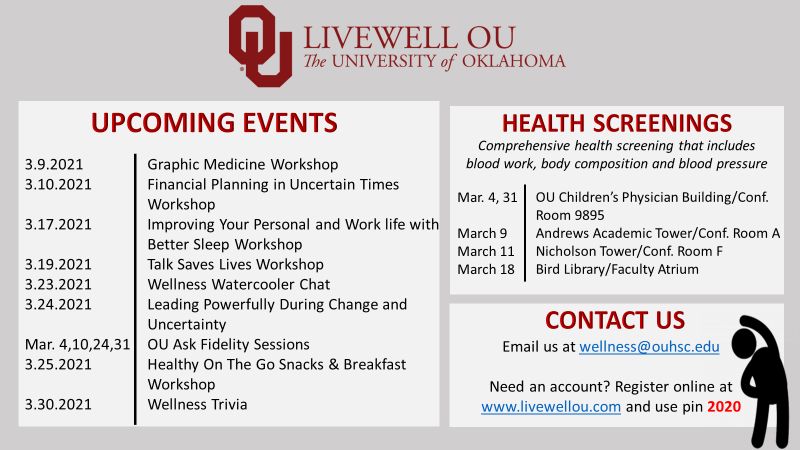 LIVEWELL OU
The UNIVERSITY of OKLAHOMA
UPCOMING EVENTS
3.9.2021 Graphic Medicine Workshop
3.10.2021 Financial Planning in Uncertain Times
Workshop
3.17.2021 Improving Your Personal and Work life with
Better Sleep Workshop
3.19.2021 Talk Saves Lives Workshop
3.23.2021 Wellness Watercooler Chat
3.24.2021 Leading Powerfully During Change and
Uncertainty
Mar. 4,10,24,31 OU Ask Fidelity Sessions
3.25.2021 Healthy On The Go Snacks & Breakfast
Workshop
3.30.2021 Wellness Trivia
HEALTH SCREENINGS
Comprehensive health screening that includes
blood work, body composition and blood pressure
Mar. 4, 31 OU Children’s Physician Building/Conf.
Room 9895
March 9 Andrews Academic Tower/Conf. Room A
March 11 Nicholson Tower/Conf. Room F
March 18 Bird Library/Faculty Atrium
CONTACT US
Email us at wellness@ouhsc.edu
Need an account? Register online at
www.livewellou.com and use pin 2020